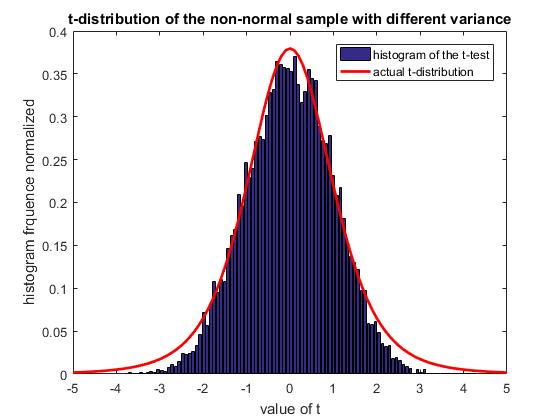 t-distribution of the non-normal sample with different variance
histogram of the t-test
actual t-distribution
histogram frquence normalized
0.4
0.35
0.3
0.25
0.2
0.15
0.1
0.05
0
-5 -4 -3 -2 -1 0 1 2 3 4 5
value of t